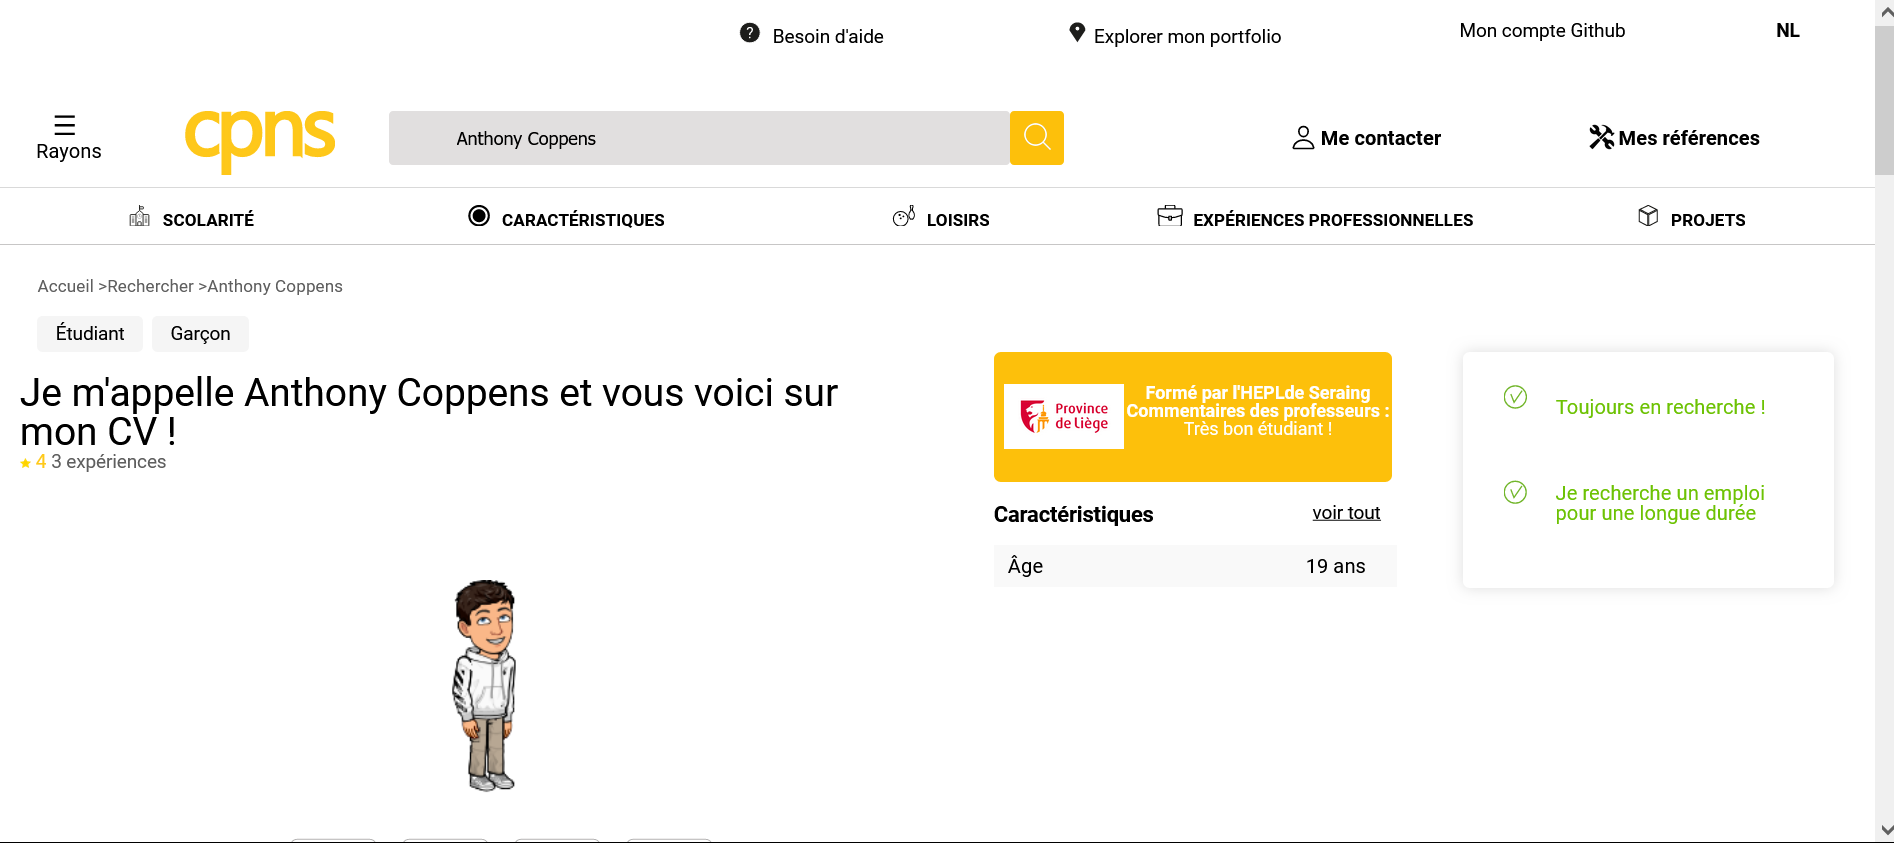 Besoin d'aide
Explorer mon portfolio
Mon compte Github
NL
Rayons
cpns
Anthony Coppens
Me contacter
Mes références
SCOLARITÉ
CARACTÉRISTIQUES
LOISIRS
EXPÉRIENCES PROFESSIONNELLES
PROJETS
Accueil >Rechercher >Anthony Coppens
Étudiant
Garçon
Je m'appelle Anthony Coppens et vous voici sur
mon CV !
4 3 expériences
Province
de Liège
Formé par l'HEPLde Seraing
Commentaires des professeurs :
Très bon étudiant !
Caractéristiques
voir tout
Âge
19 ans
Toujours en recherche !
Je recherche un emploi
pour une longue durée